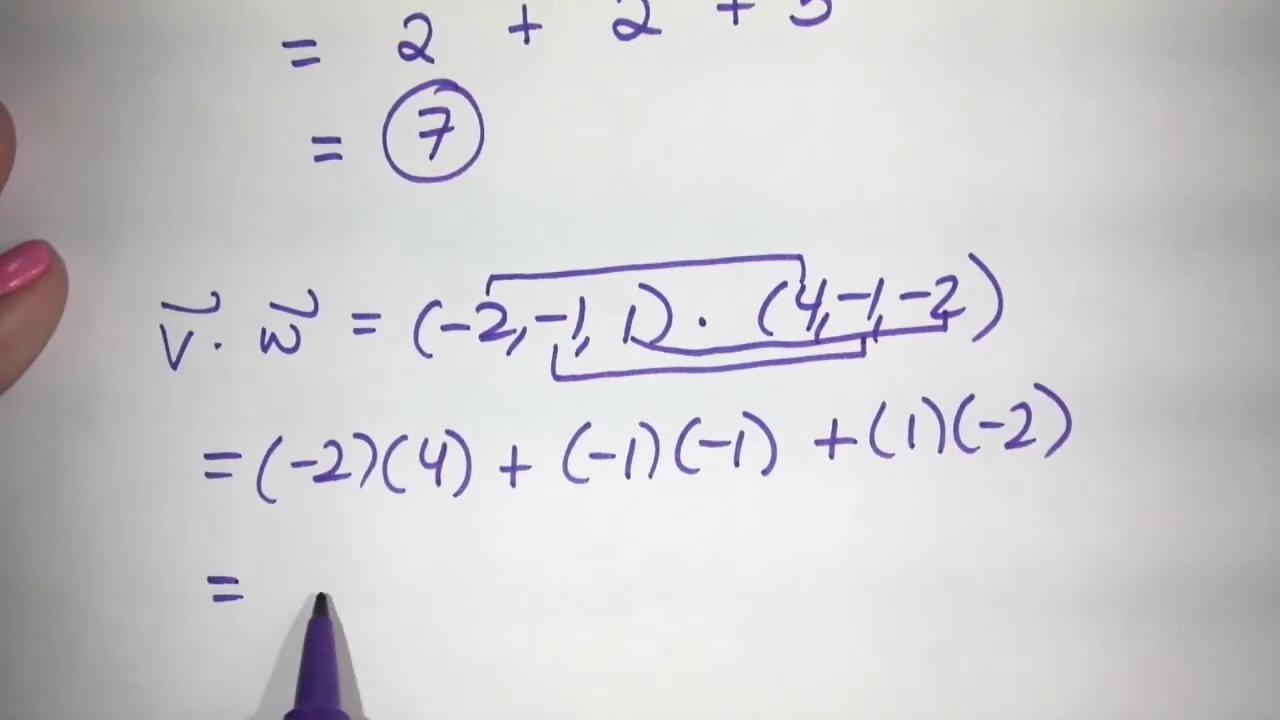 = 2 + 2 + 3
= 7
v⃗ · w⃗ = (-2, -1, 1) · (4, -1, -2)
= (-2)(4) + (-1)(-1) + (1)(-2)
=